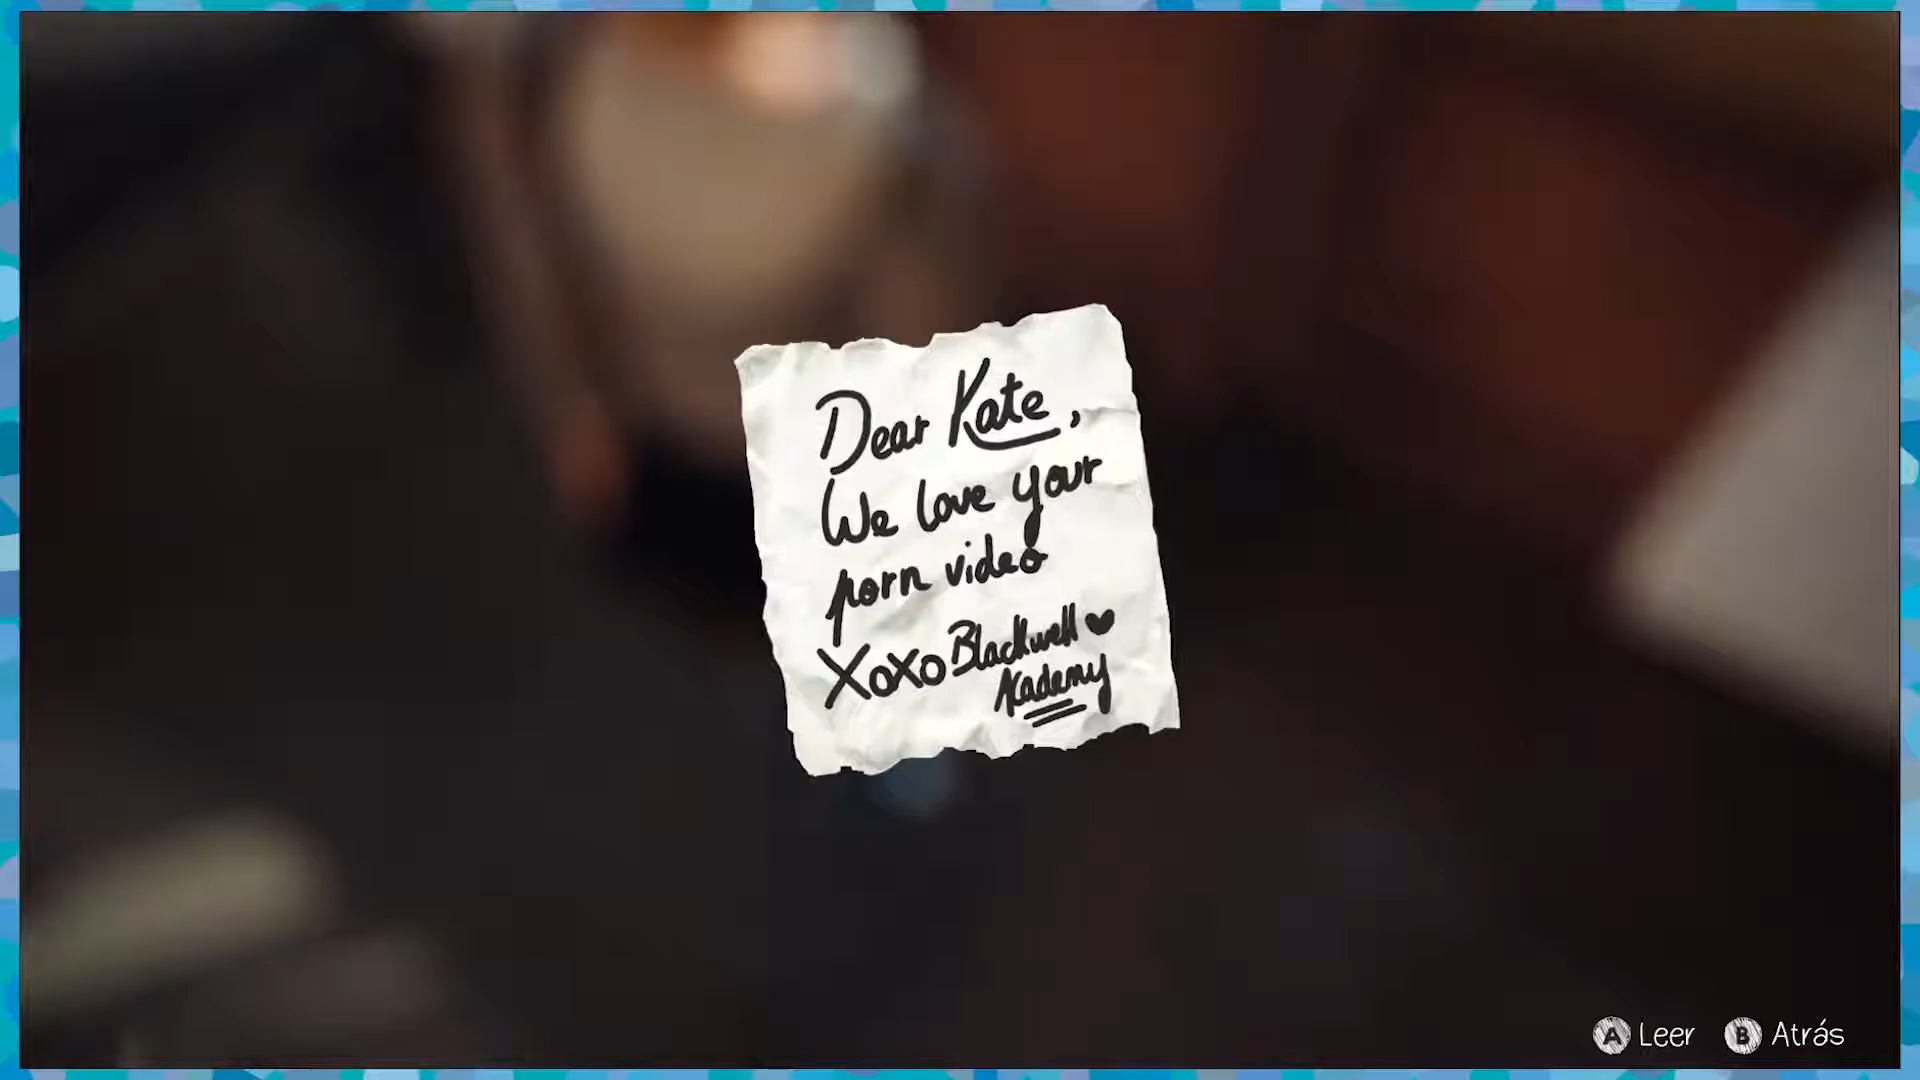 Dear Kate,
We love your
porn video
XoXo Blackwell
Academy
A Leer B Atrás